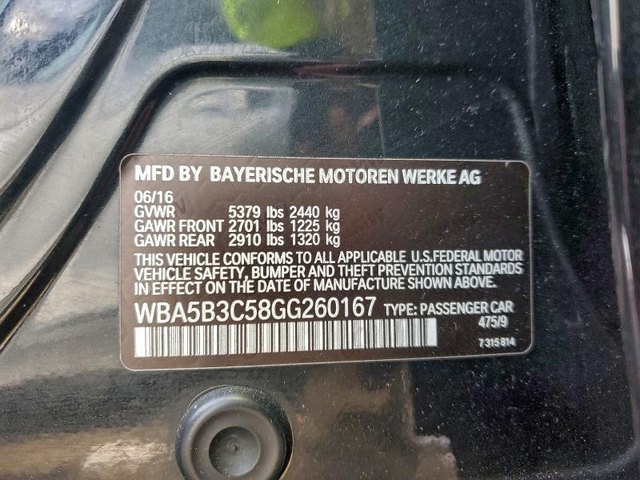 MFD BY BAYERISCHE MOTOREN WERKE AG
06/16
GVWR 5379 lbs 2440 kg
GAWR FRONT 2701 lbs 1225 kg
GAWR REAR 2910 lbs 1320 kg
THIS VEHICLE CONFORMS TO ALL APPLICABLE U.S.FEDERAL MOTOR
VEHICLE SAFETY, BUMPER AND THEFT PREVENTION STANDARDS
IN EFFECT ON THE DATE OF MANUFACTURE SHOWN ABOVE.
WBA5B3C58GG260167 TYPE: PASSENGER CAR
475/9
7 315 814